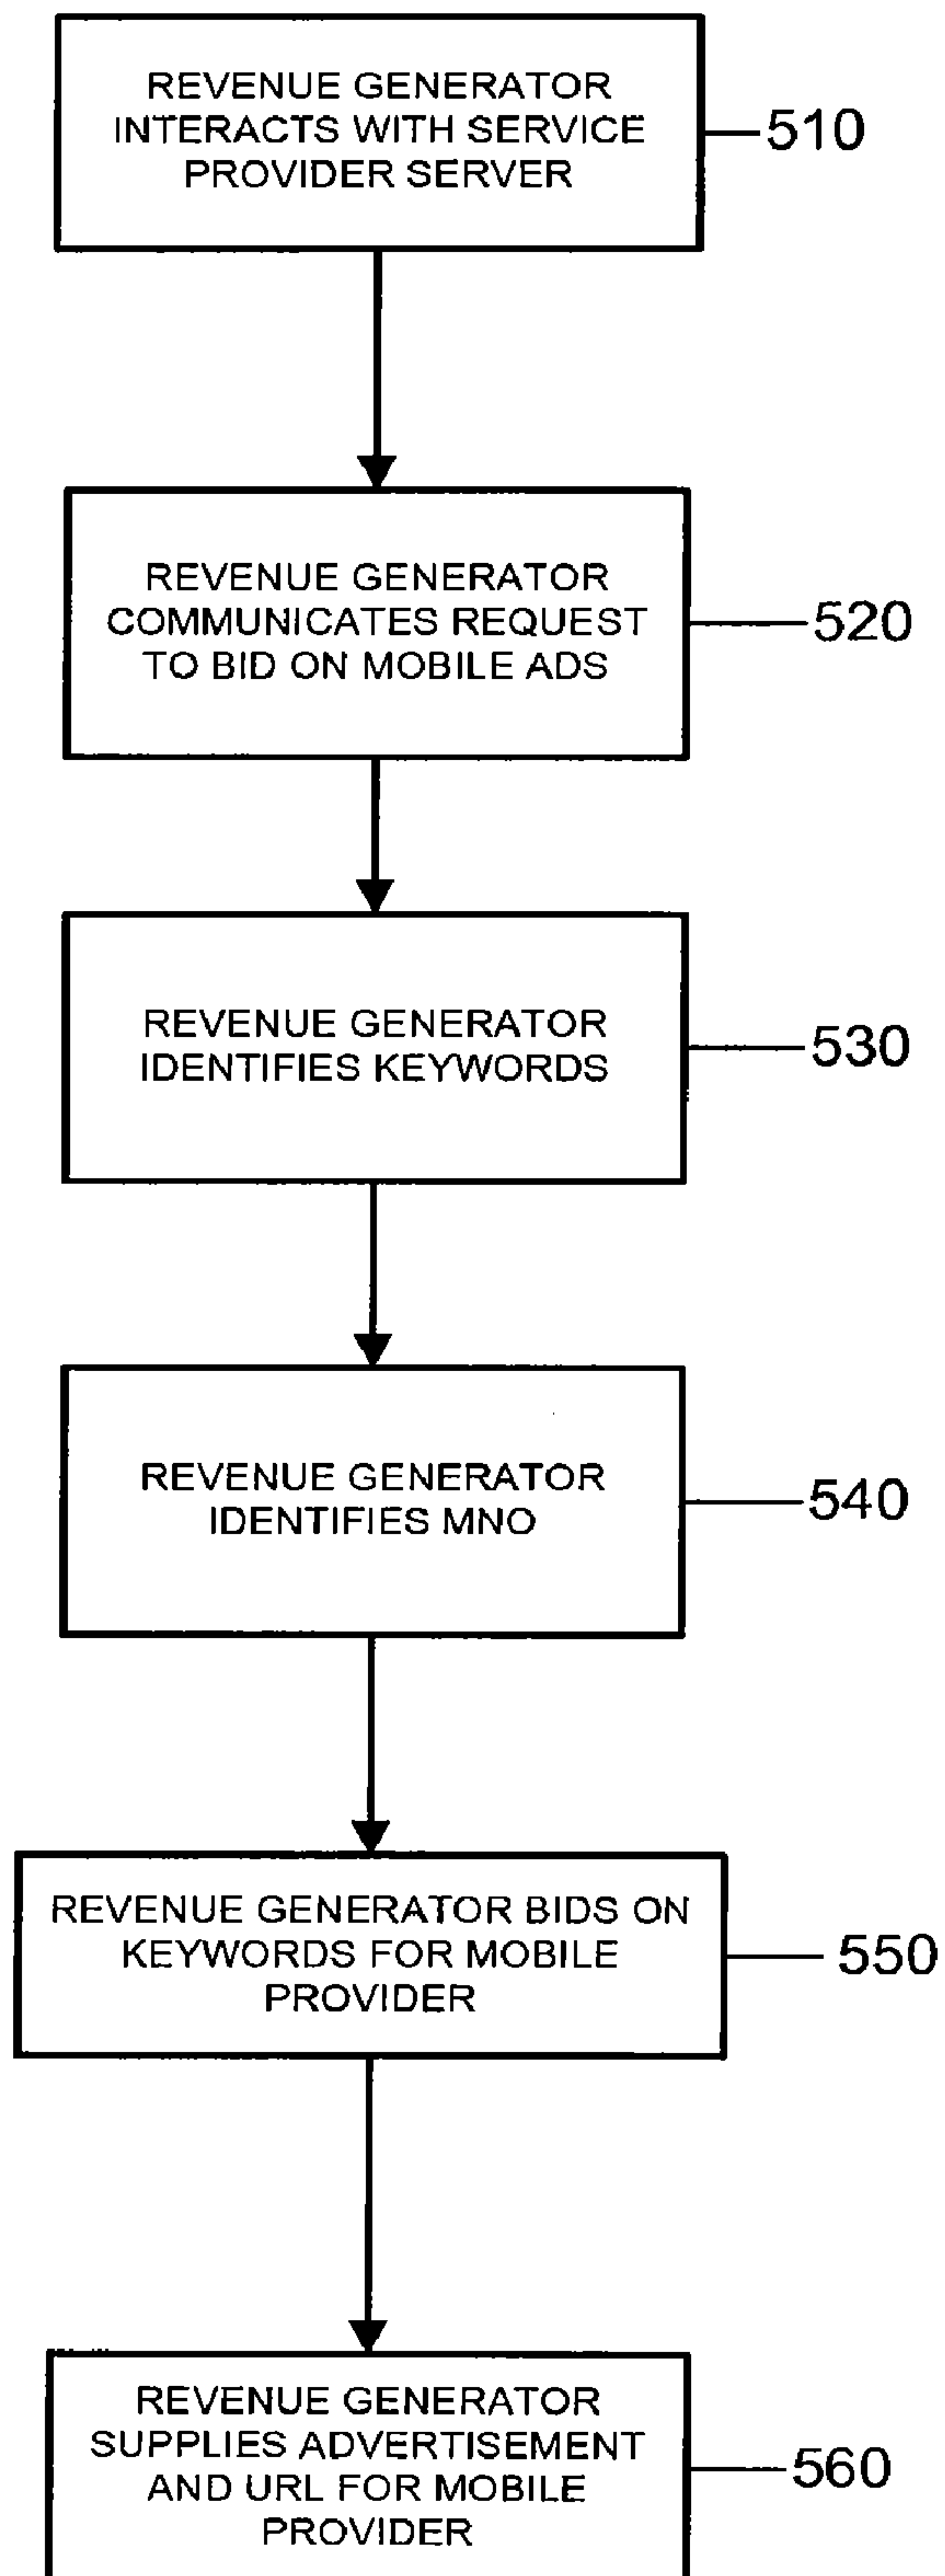 REVENUE GENERATOR
INTERACTS WITH SERVICE
PROVIDER SERVER
510
REVENUE GENERATOR
COMMUNICATES REQUEST
TO BID ON MOBILE ADS
520
REVENUE GENERATOR
IDENTIFIES KEYWORDS
530
REVENUE GENERATOR
IDENTIFIES MNO
540
REVENUE GENERATOR BIDS ON
KEYWORDS FOR MOBILE
PROVIDER
550
REVENUE GENERATOR
SUPPLIES ADVERTISEMENT
AND URL FOR MOBILE
PROVIDER
560